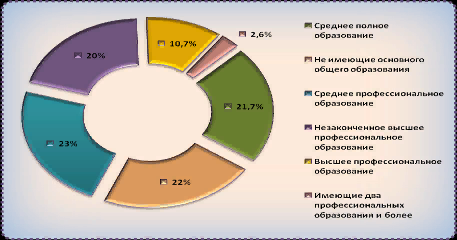 10,7%
2,6%
20%
21,7%
23%
22%
Среднее полное
образование
Не имеющие основного
общего образования
Среднее профессиональное
образование
Незаконченное высшее
профессиональное
образование
Высшее профессиональное
образование
Имеющие два
профессиональных
образования и более